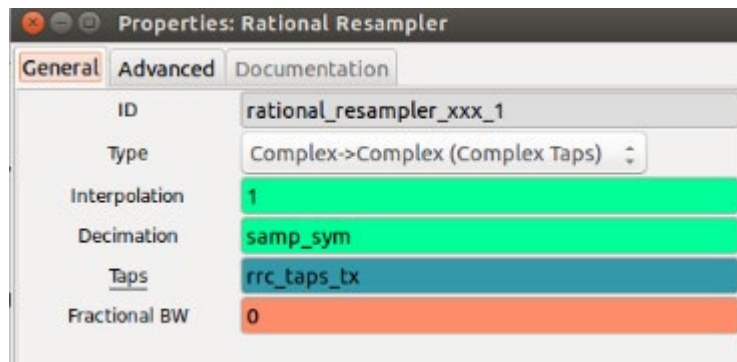 Properties: Rational Resampler
General Advanced Documentation
ID rational_resampler_xxx_1
Type Complex->Complex (Complex Taps)
Interpolation 1
Decimation samp_sym
Taps rrc_taps_tx
Fractional BW 0